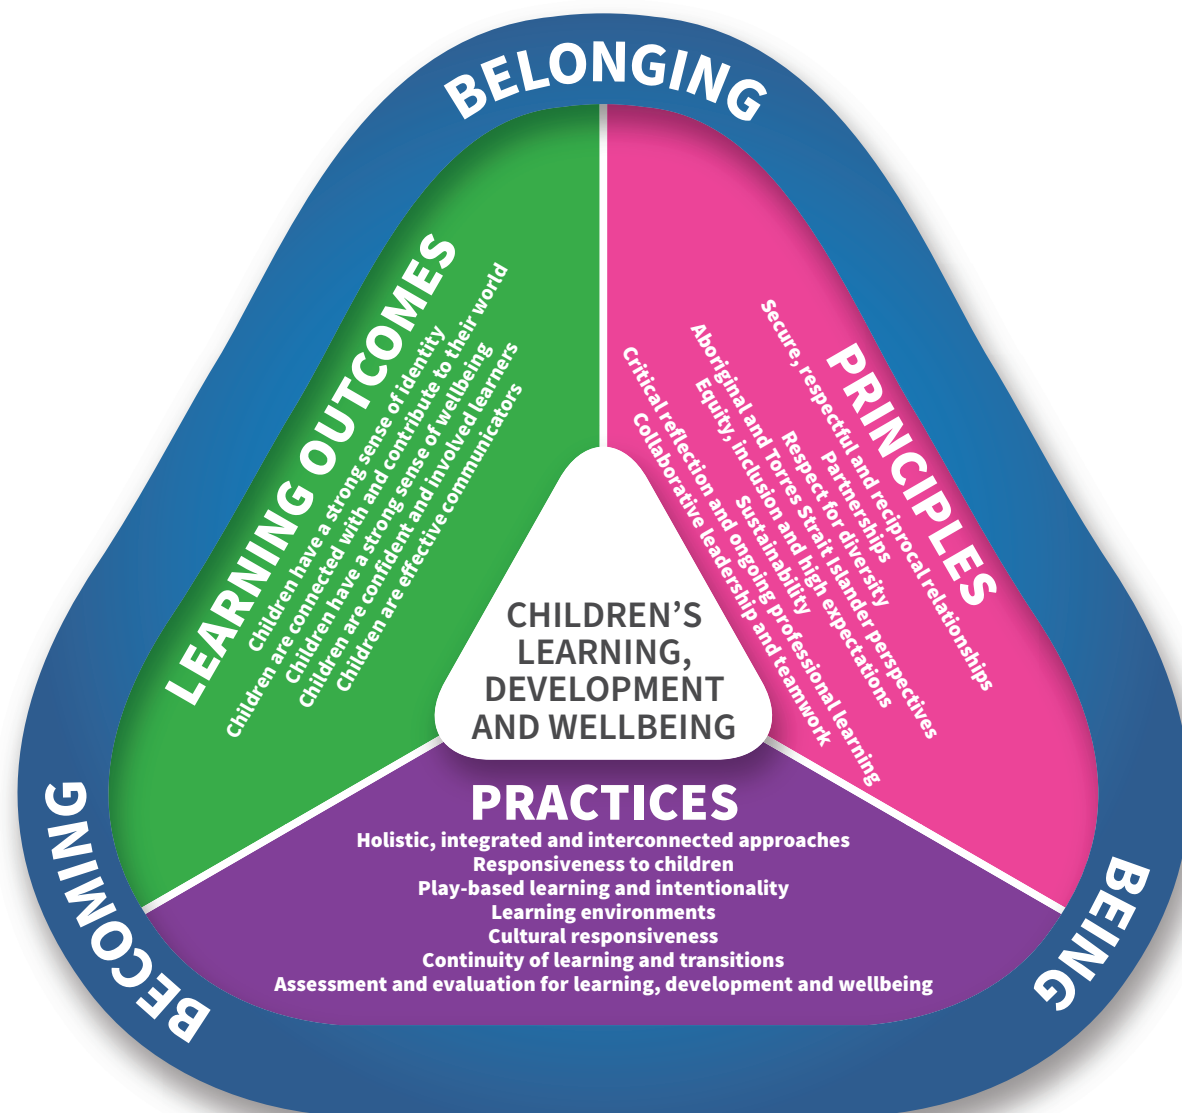 BELONGING
LEARNING OUTCOMES
Children have a strong sense of identity
Children are connected with and contribute to their world
Children have a strong sense of wellbeing
Children are confident and involved learners
Children are effective communicators
PRINCIPLES
Secure, respectful and reciprocal relationships
Partnerships
Respect for diversity
Aboriginal and Torres Strait Islander perspectives
Equity, inclusion and high expectations
Sustainability
Critical reflection and ongoing professional learning
Collaborative leadership and teamwork
CHILDREN’S
LEARNING,
DEVELOPMENT
AND WELLBEING
PRACTICES
Holistic, integrated and interconnected approaches
Responsiveness to children
Play-based learning and intentionality
Learning environments
Cultural responsiveness
Continuity of learning and transitions
Assessment and evaluation for learning, development and wellbeing
BECOMING
BEING